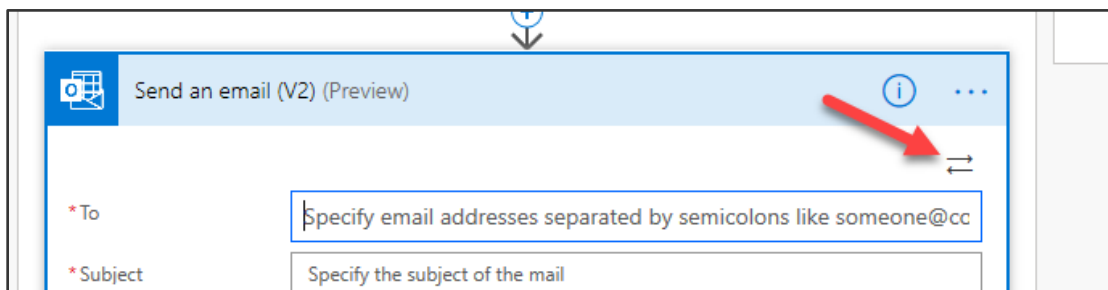 Send an email (V2) (Preview)
* To
Specify email addresses separated by semicolons like someone@cc
* Subject
Specify the subject of the mail